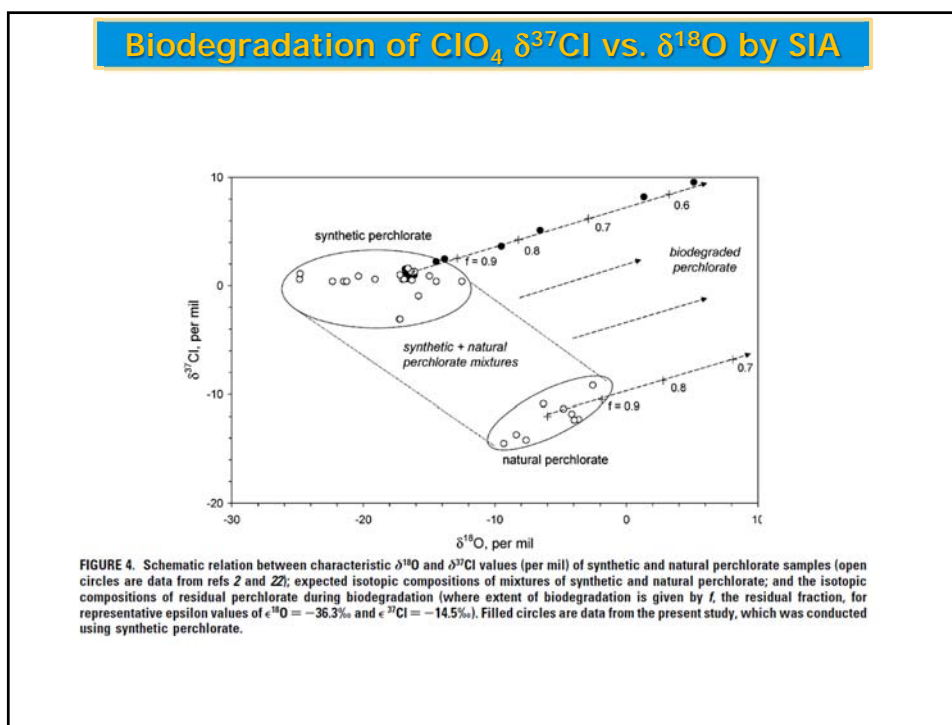 Biodegradation of ClO₄ δ³⁷Cl vs. δ¹⁸O by SIA
10
0
-10
-20
-30
-20
-10
0
10
δ³⁷Cl, per mil
δ¹⁸O, per mil
synthetic perchlorate
f = 0.9
0.8
0.7
0.6
biodegraded
perchlorate
synthetic + natural
perchlorate mixtures
f = 0.9
0.8
0.7
natural perchlorate
FIGURE 4. Schematic relation between characteristic δ¹⁸O and δ³⁷Cl values (per mil) of synthetic and natural perchlorate samples (open
circles are data from refs 2 and 22); expected isotopic compositions of mixtures of synthetic and natural perchlorate; and the isotopic
compositions of residual perchlorate during biodegradation (where extent of biodegradation is given by f, the residual fraction, for
representative epsilon values of ϵ¹⁸O = −36.3‰ and ϵ ³⁷Cl = −14.5‰). Filled circles are data from the present study, which was conducted
using synthetic perchlorate.